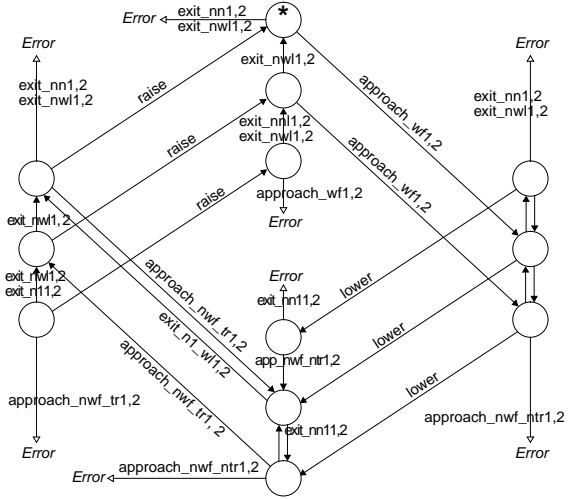 *
exit_nn1,2
Error
exit_nwl1,2
Error
Error
exit_nwl1,2
exit_nn1,2
exit_nwl1,2
raise
approach_wf1,2
exit_nn1,2
exit_nwl1,2
exit_nnl1,2
exit_nwl1,2
raise
approach_wf1,2
raise
approach_wf1,2
Error
exit_nwl1,2
exit_nwl1,2
exit_n11,2
approach_nwf_tr1,2
exit_n1_wl1,2
Error
exit_nn11,2
lower
app_nwf_ntr1,2
lower
approach_nwf_tr1, 2
lower
approach_nwf_tr1,2
exit_nn11,2
approach_nwf_ntr1,2
Error
Error
approach_nwf_ntr1,2
Error